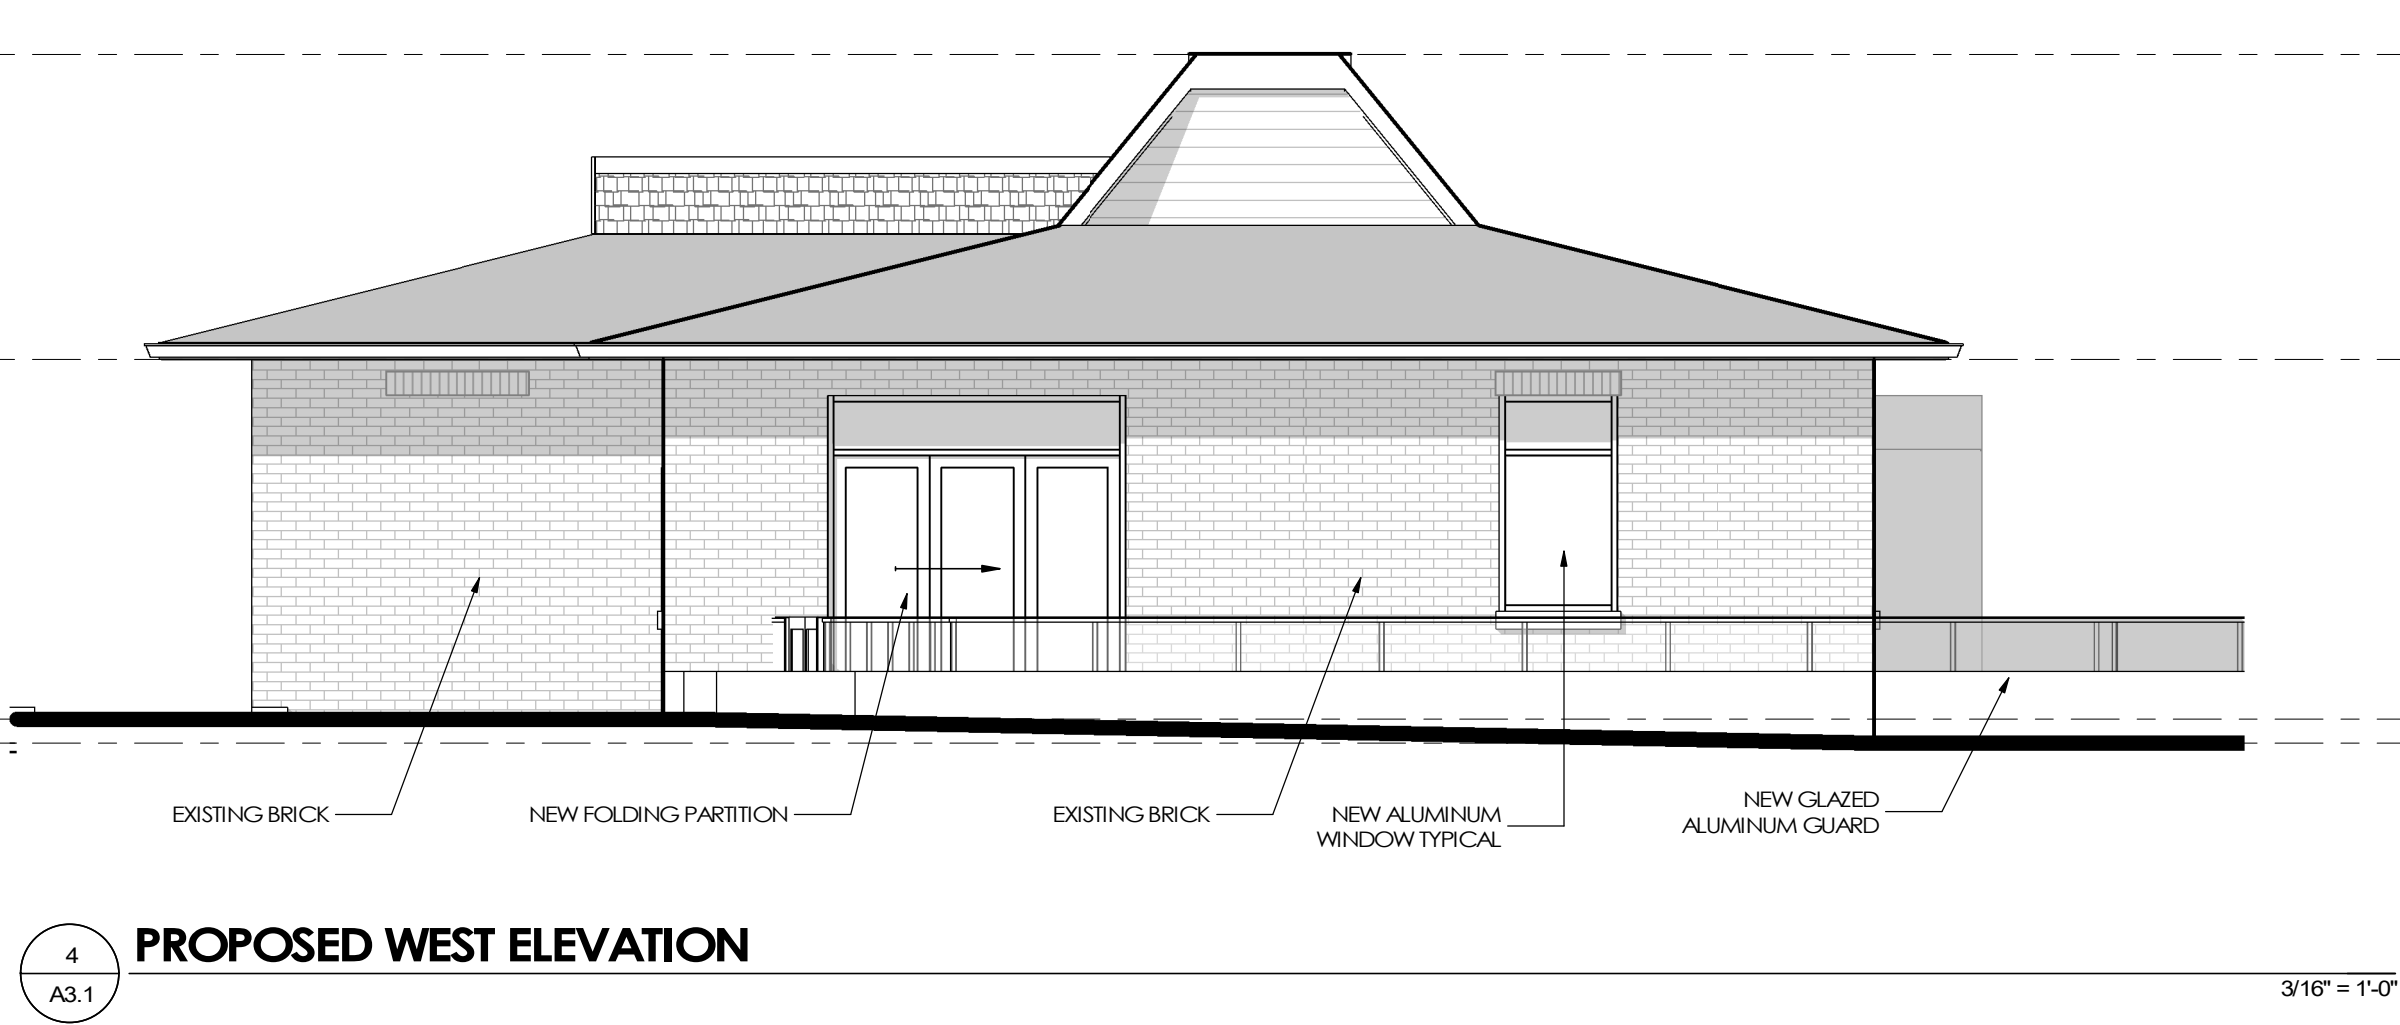 EXISTING BRICK
NEW FOLDING PARTITION
EXISTING BRICK
NEW ALUMINUM
WINDOW TYPICAL
NEW GLAZED
ALUMINUM GUARD
4
A3.1
PROPOSED WEST ELEVATION
3/16" = 1'-0"